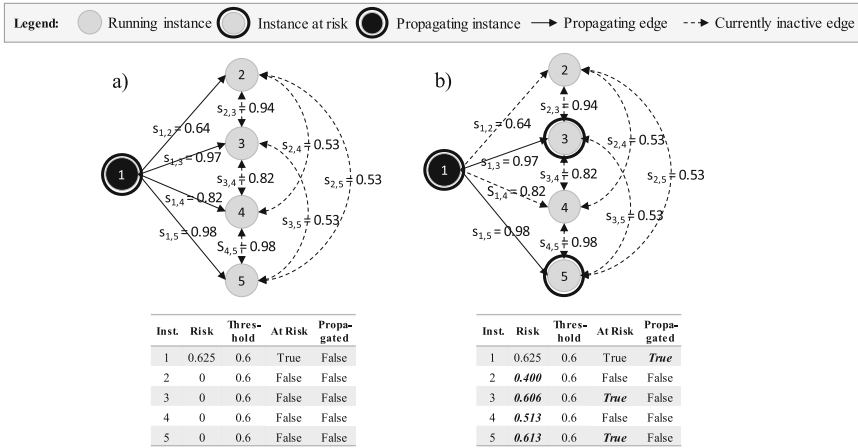 Legend: Running instance Instance at risk Propagating instance Propagating edge Currently inactive edge
a)
1
2
3
4
5
s1,2 = 0.64
s1,3 = 0.97
s1,4 = 0.82
s1,5 = 0.98
s2,3 = 0.94
s3,4 = 0.82
s4,5 = 0.98
s2,4 = 0.53
s2,5 = 0.53
s3,5 = 0.53
b)
1
2
3
4
5
s1,2 = 0.64
s1,3 = 0.97
s1,4 = 0.82
s1,5 = 0.98
s2,3 = 0.94
s3,4 = 0.82
s4,5 = 0.98
s2,4 = 0.53
s2,5 = 0.53
s3,5 = 0.53
Inst. Risk Thres-hold At Risk Propa-gated
1 0.625 0.6 True False
2 0 0.6 False False
3 0 0.6 False False
4 0 0.6 False False
5 0 0.6 False False
Inst. Risk Thres-hold At Risk Propa-gated
1 0.625 0.6 True True
2 0.400 0.6 False False
3 0.606 0.6 True False
4 0.513 0.6 False False
5 0.613 0.6 True False